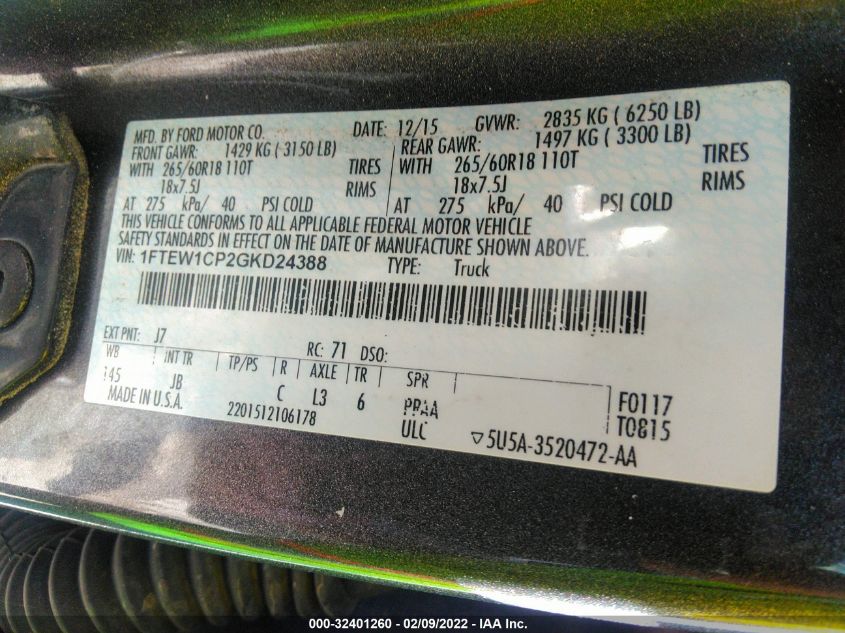 MFD. BY FORD MOTOR CO. DATE: 12/15 GVWR: 2835 KG ( 6250 LB)
FRONT GAWR: 1429 KG ( 3150 LB) REAR GAWR: 1497 KG ( 3300 LB)
WITH 265/60R18 110T TIRES WITH 265/60R18 110T TIRES
18x7.5J RIMS 18x7.5J RIMS
AT 275 kPa/ 40 PSI COLD AT 275 kPa/ 40 PSI COLD
THIS VEHICLE CONFORMS TO ALL APPLICABLE FEDERAL MOTOR VEHICLE
SAFETY STANDARDS IN EFFECT ON THE DATE OF MANUFACTURE SHOWN ABOVE.
VIN: 1FTEW1CP2GKD24388 TYPE: Truck
EXT PNT: J7 RC: 71 DSO:
WB INT TR TP/PS R AXLE TR SPR
145 JB C L3 6 PPAA F0117
MADE IN U.S.A. 2201512106178 ULC T0815
5U5A-3520472-AA
000-32401260 - 02/09/2022 - IAA Inc.